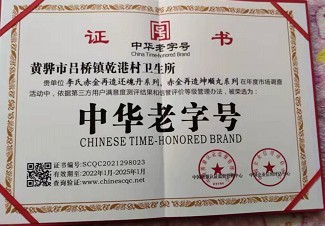 证 书
中华老字号
China Time-Honored Brand
黄骅市吕桥镇乾港村卫生所
贵单位 李氏赤金再造还魂丹系列、赤金再造坤顺丸系列 在年度市场调查
活动中，依据第三方用户满意度测评结果和信誉评价等级管理办法，被荣选为：
中华老字号
CHINESE TIME-HONORED BRAND
证书编号：SCQC2021298023
有效期限：2022年1月-2025年1月
查询验证：www.chinescqc.net